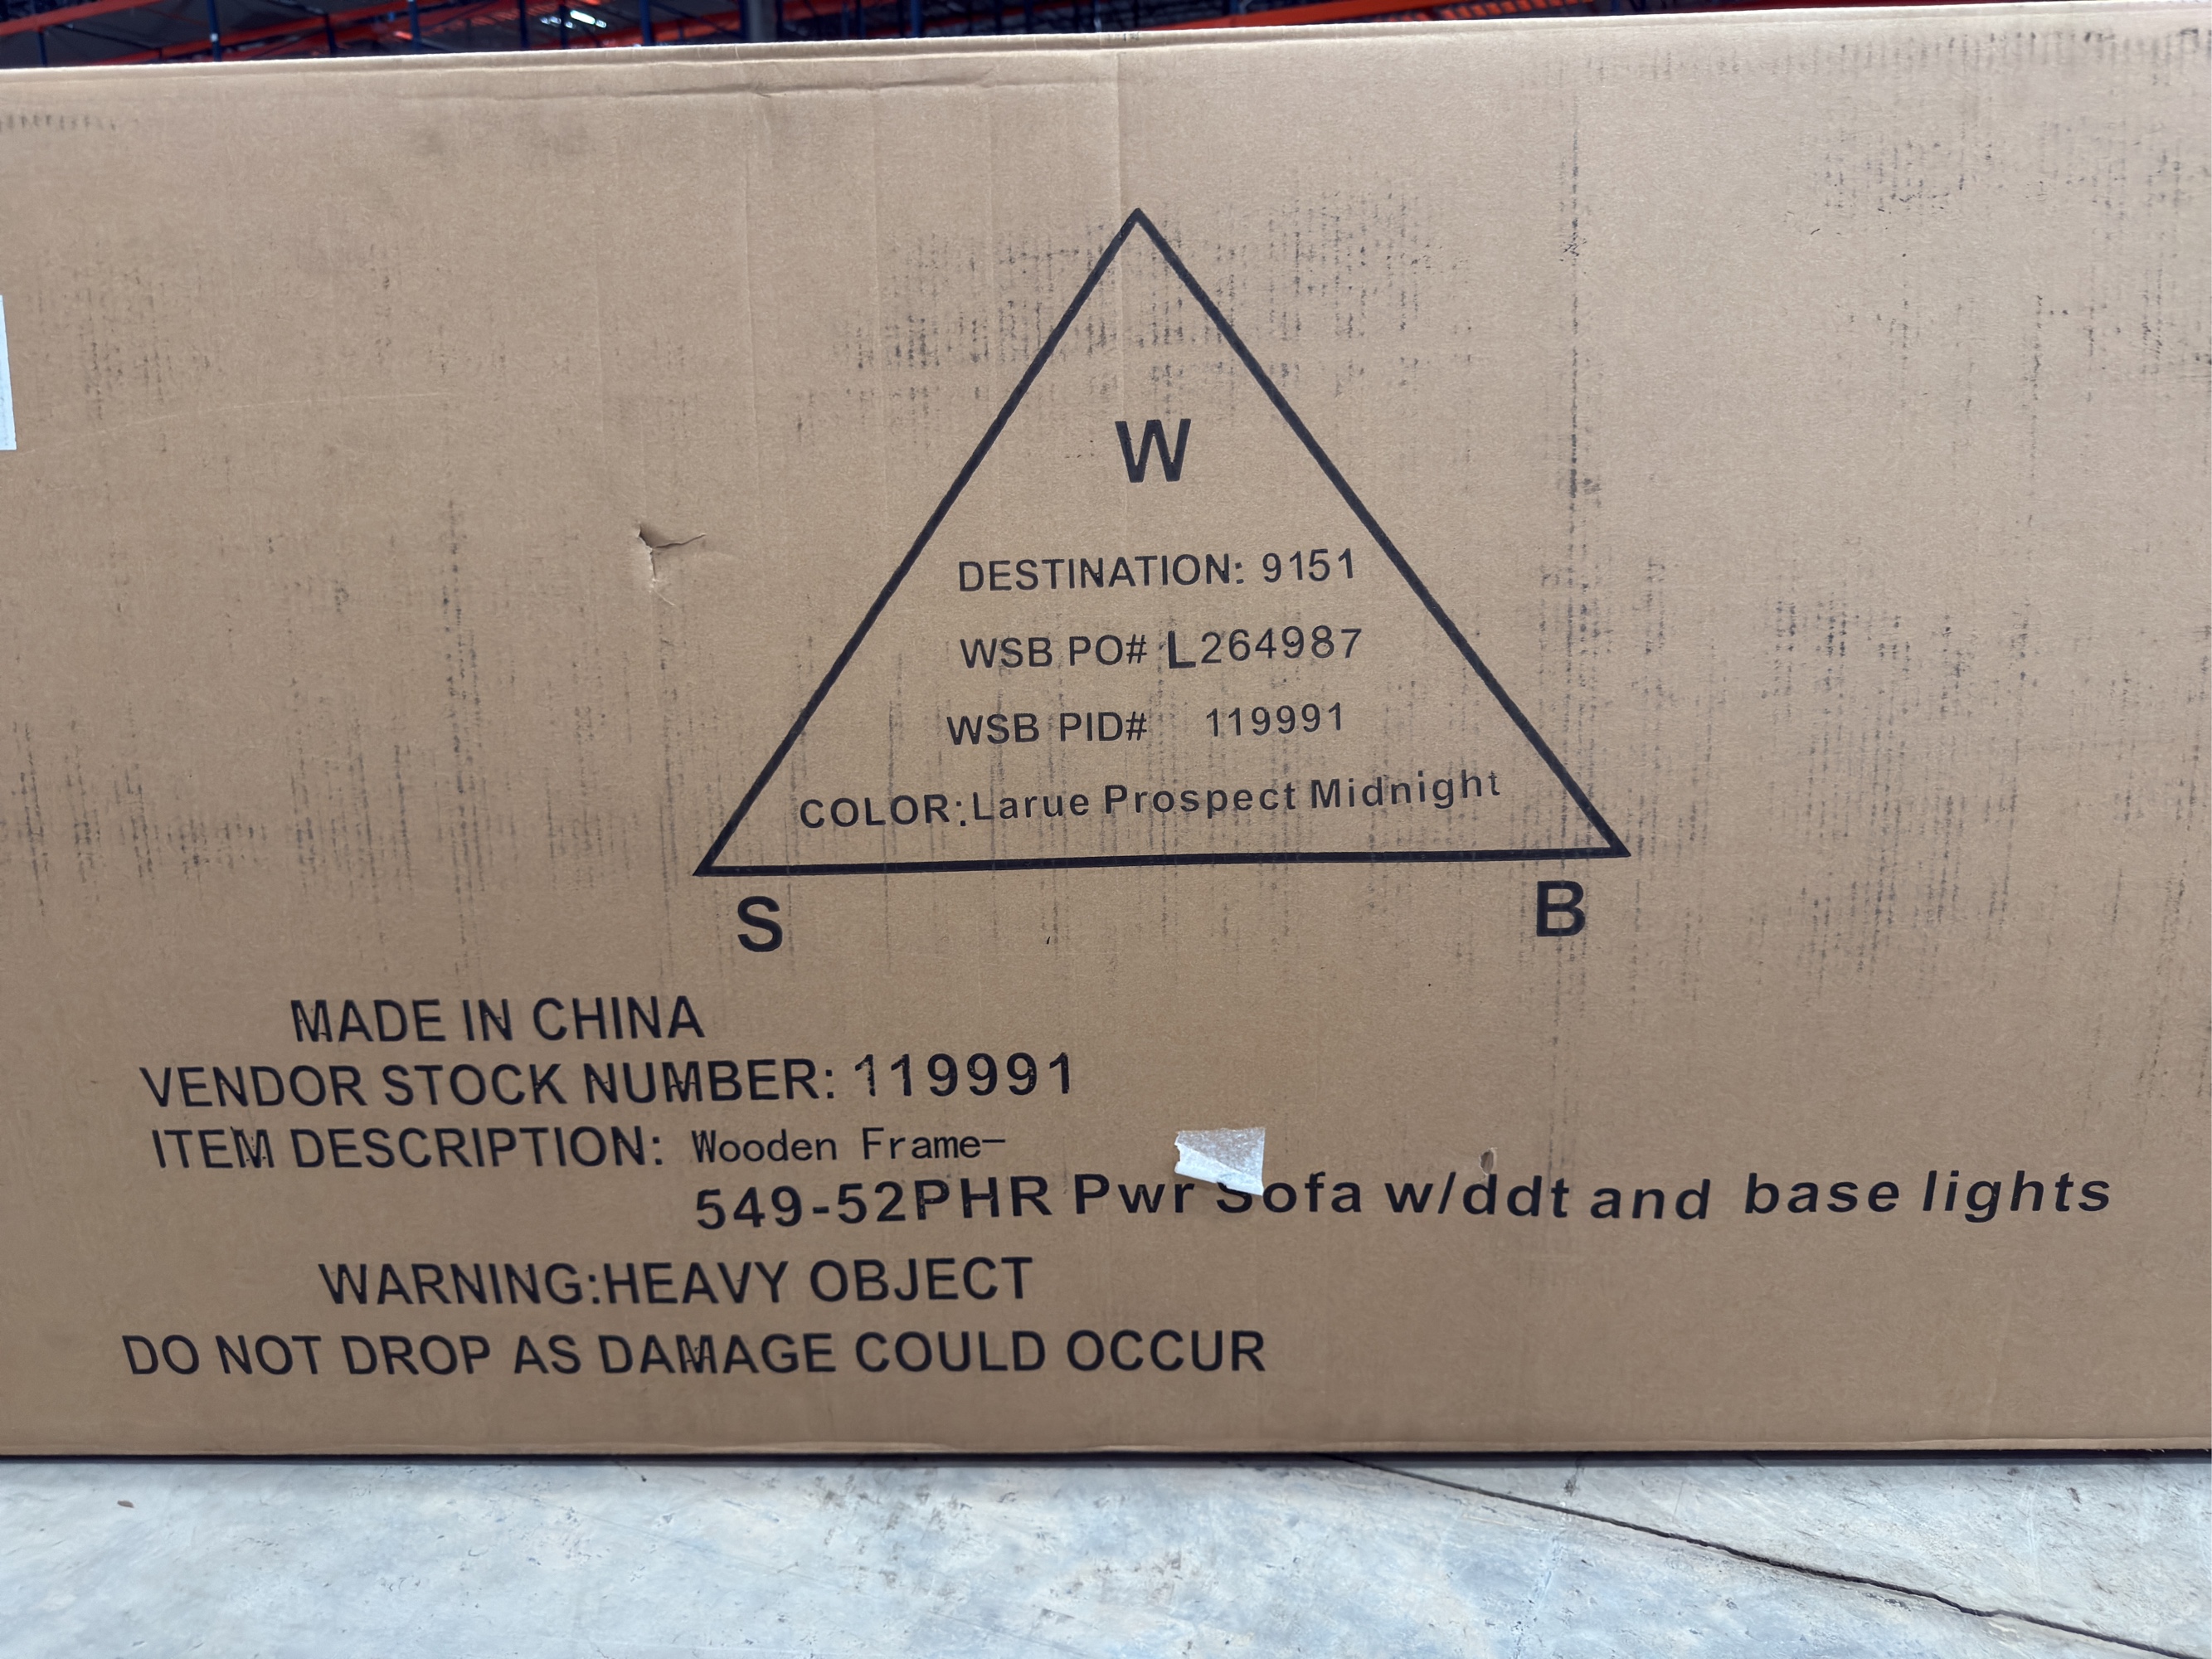 W
DESTINATION: 9151
WSB PO# L264987
WSB PID# 119991
COLOR:Larue Prospect Midnight
S B
MADE IN CHINA
VENDOR STOCK NUMBER: 119991
ITEM DESCRIPTION: Wooden Frame-
549-52PHR Pwr Sofa w/ddt and base lights
WARNING:HEAVY OBJECT
DO NOT DROP AS DAMAGE COULD OCCUR